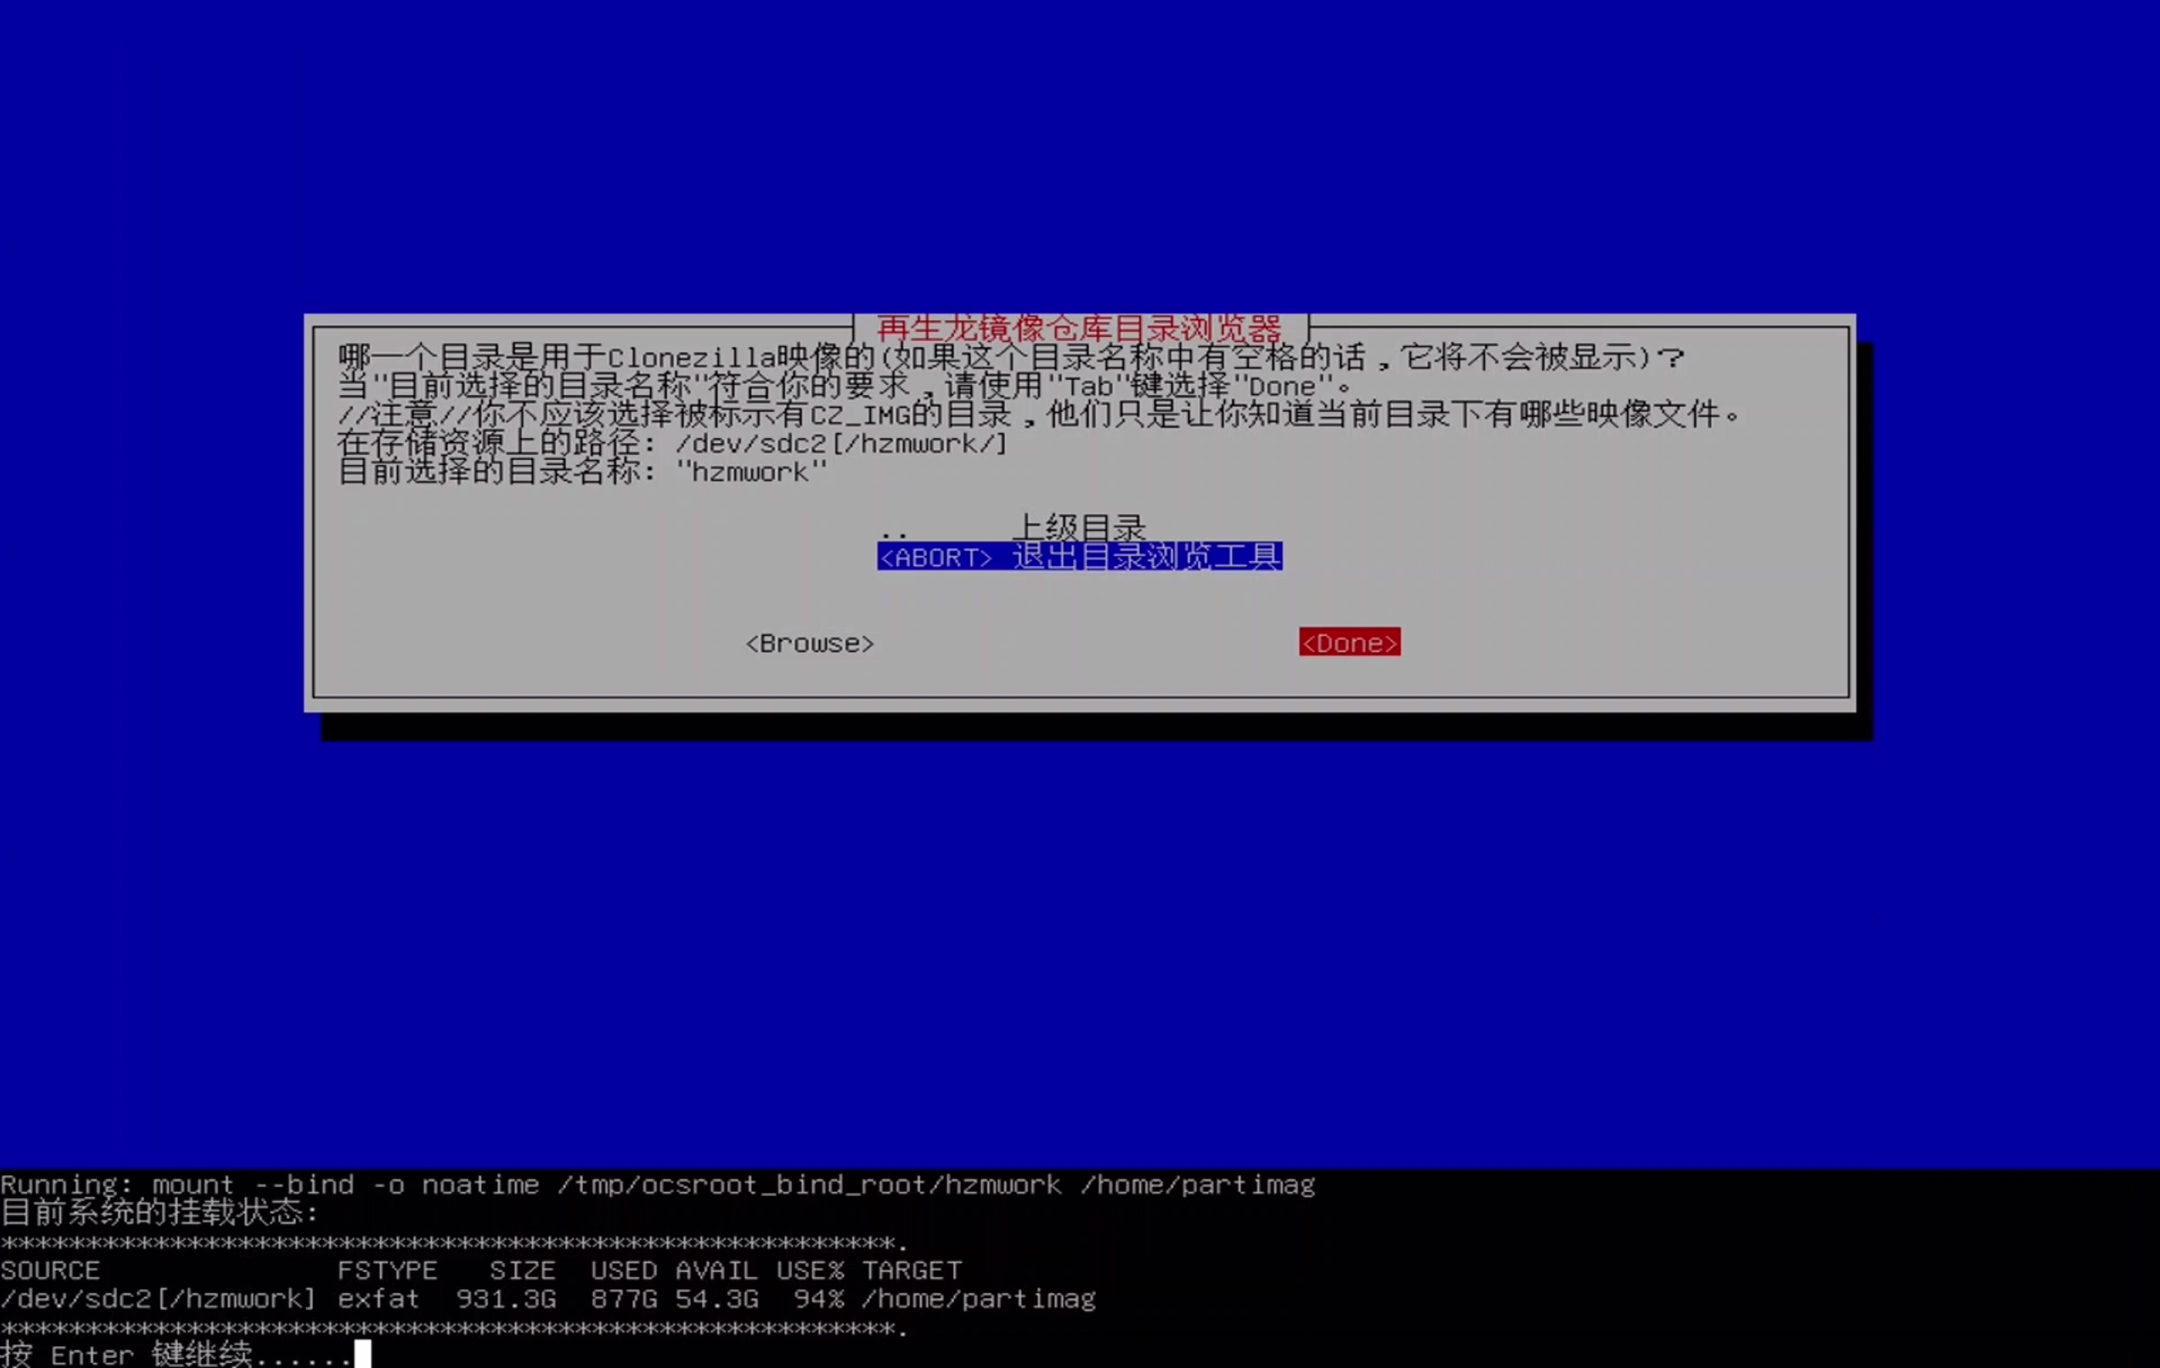 再生龙镜像仓库目录浏览器
哪一个目录是用于Clonezilla映像的(如果这个目录名称中有空格的话，它将不会被显示)？
当"目前选择的目录名称"符合你的要求，请使用"Tab"键选择"Done"。
//注意//你不应该选择被标示有CZ_IMG的目录，他们只是让你知道当前目录下有哪些映像文件。
在存储资源上的路径: /dev/sdc2[/hzmwork/]
目前选择的目录名称: "hzmwork"
.. 上级目录
<ABORT> 退出目录浏览工具
<Browse> <Done>
Running: mount --bind -o noatime /tmp/ocsroot_bind_root/hzmwork /home/partimag
目前系统的挂载状态:
*****************************************************.
SOURCE FSTYPE SIZE USED AVAIL USE% TARGET
/dev/sdc2[/hzmwork] exfat 931.3G 877G 54.3G 94% /home/partimag
*****************************************************.
按 Enter 键继续......